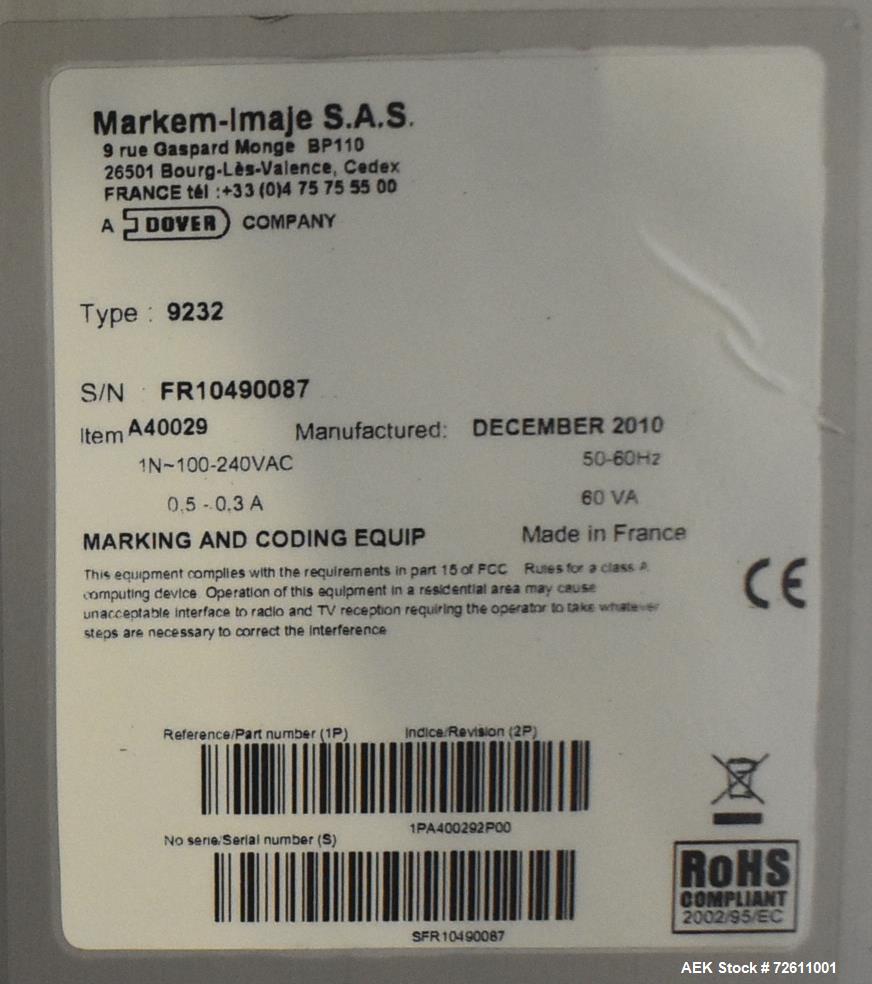 Markem-Imaje S.A.S.
9 rue Gaspard Monge BP110
26501 Bourg-Lès-Valence, Cedex
FRANCE tél :+33 (0)4 75 75 55 00
A DOVER COMPANY
Type : 9232
S/N : FR10490087
Item A40029 Manufactured: DECEMBER 2010
1N~100-240VAC 50-60Hz
0,5 - 0,3 A 60 VA
MARKING AND CODING EQUIP Made in France
This equipment complies with the requirements in part 15 of FCC Rules for a class A
computing device. Operation of this equipment in a residential area may cause
unacceptable interface to radio and TV reception requiring the operator to take whatever
steps are necessary to correct the interference
CE
Reference/Part number (1P) Indice/Revision (2P)
1PA400292P00
No serie/Serial number (S)
SFR10490087
RoHS
COMPLIANT
2002/95/EC
AEK Stock # 72611001